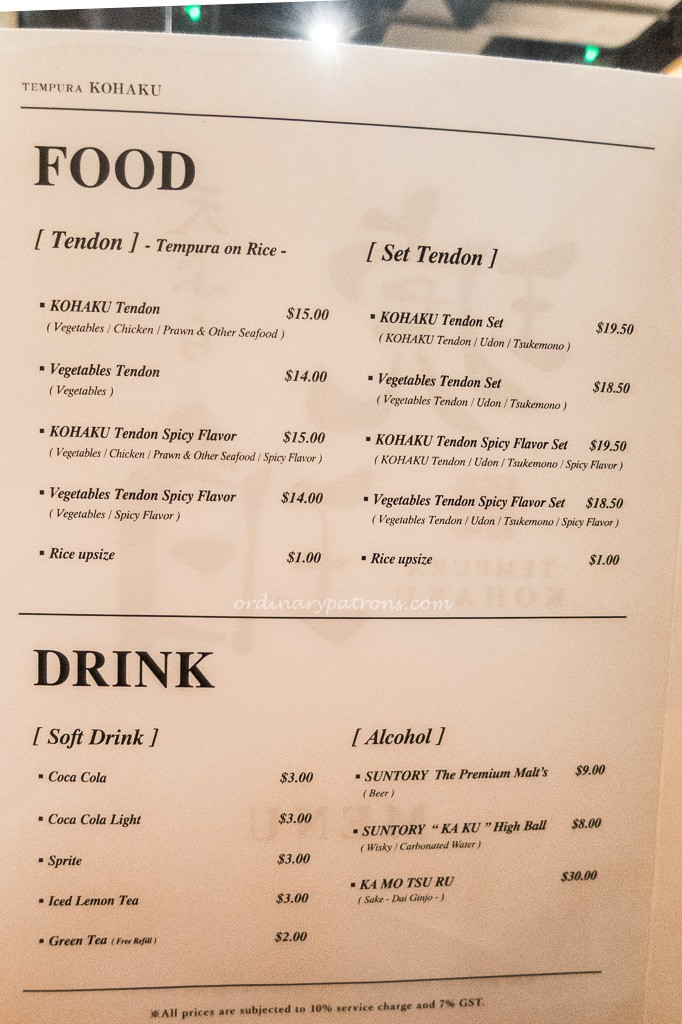 TEMPURA KOHAKU
FOOD
[ Tendon ] - Tempura on Rice -
▪ KOHAKU Tendon $15.00
( Vegetables / Chicken / Prawn & Other Seafood )
▪ Vegetables Tendon $14.00
( Vegetables )
▪ KOHAKU Tendon Spicy Flavor $15.00
( Vegetables / Chicken / Prawn & Other Seafood / Spicy Flavor )
▪ Vegetables Tendon Spicy Flavor $14.00
( Vegetables / Spicy Flavor )
▪ Rice upsize $1.00
[ Set Tendon ]
▪ KOHAKU Tendon Set $19.50
( KOHAKU Tendon / Udon / Tsukemono )
▪ Vegetables Tendon Set $18.50
( Vegetables Tendon / Udon / Tsukemono )
▪ KOHAKU Tendon Spicy Flavor Set $19.50
( KOHAKU Tendon / Udon / Tsukemono / Spicy Flavor )
▪ Vegetables Tendon Spicy Flavor Set $18.50
( Vegetables Tendon / Udon / Tsukemono / Spicy Flavor )
▪ Rice upsize $1.00
ordinarypatrons.com
DRINK
[ Soft Drink ]
▪ Coca Cola $3.00
▪ Coca Cola Light $3.00
▪ Sprite $3.00
▪ Iced Lemon Tea $3.00
▪ Green Tea ( Free Refill ) $2.00
[ Alcohol ]
▪ SUNTORY The Premium Malt's $9.00
( Beer )
▪ SUNTORY “ KA KU ” High Ball $8.00
( Wisky / Carbonated Water )
▪ KA MO TSU RU $30.00
( Sake - Dai Ginjo - )
※All prices are subjected to 10% service charge and 7% GST.